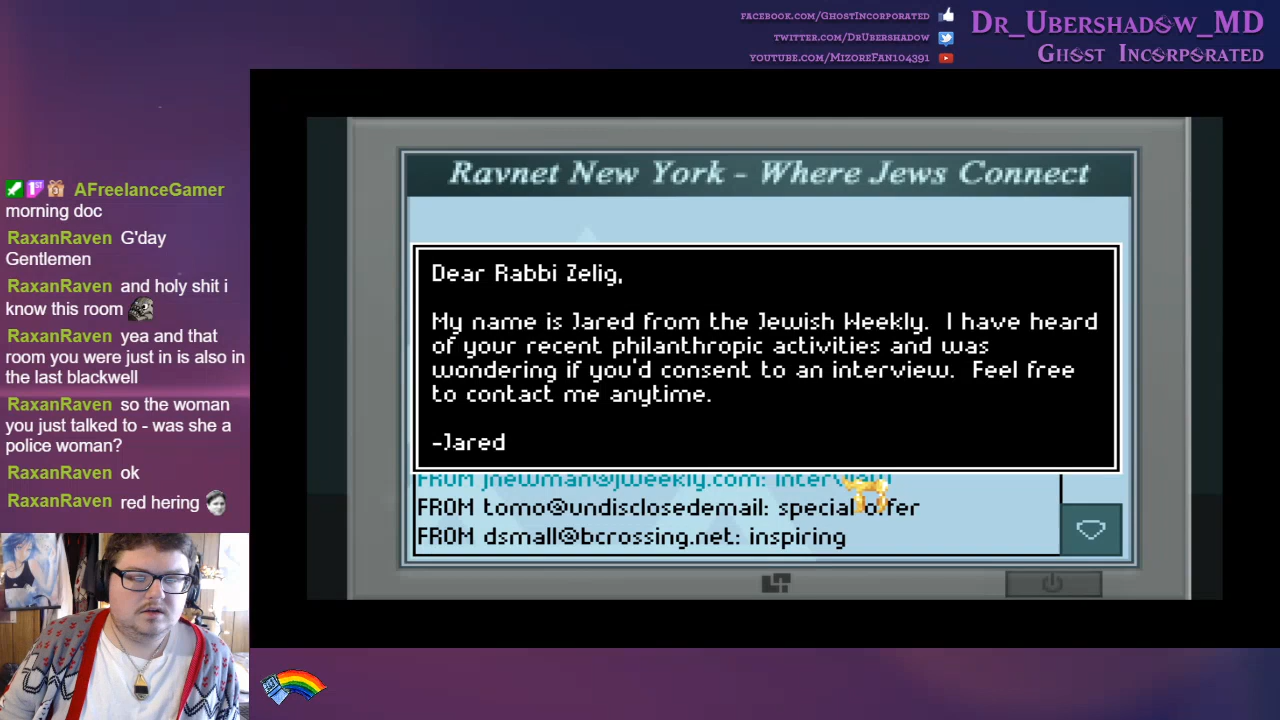 FACEBOOK.COM/GHOSTINCORPORATED
TWITTER.COM/DRUBERSHADOW
YOUTUBE.COM/MIZOREFAN104391
DR_UBERSHADOW_MD
GHOST INCORPORATED
AFreelanceGamer
morning doc
RaxanRaven G'day
Gentlemen
RaxanRaven and holy shit i
know this room
RaxanRaven yea and that
room you were just in is also in
the last blackwell
RaxanRaven so the woman
you just talked to - was she a
police woman?
RaxanRaven ok
RaxanRaven red hering
Ravnet New York - Where Jews Connect
Dear Rabbi Zelig,
My name is Jared from the Jewish Weekly. I have heard
of your recent philanthropic activities and was
wondering if you'd consent to an interview. Feel free
to contact me anytime.
-Jared
FROM jnewman@jweekly.com: interview
FROM tomo@undisclosedemail: special offer
FROM dsmall@bcrossing.net: inspiring